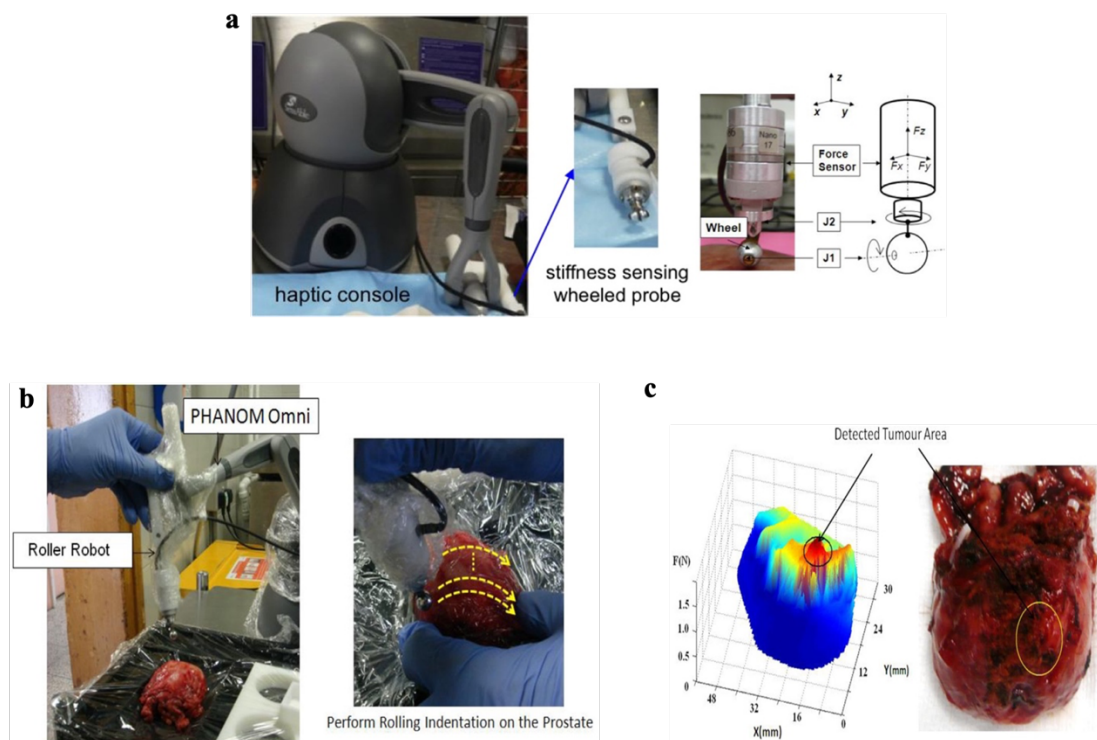 a
SensAble
haptic console
stiffness sensing
wheeled probe
Nano
17
Wheel
z
x
y
Force
Sensor
J2
J1
Fz
Fx
Fy
b
PHANOM Omni
Roller Robot
Perform Rolling Indentation on the Prostate
c
Detected Tumour Area
F(N)
1.5
1.0
0.5
0
48
32
16
0
X(mm)
30
24
12
Y(mm)